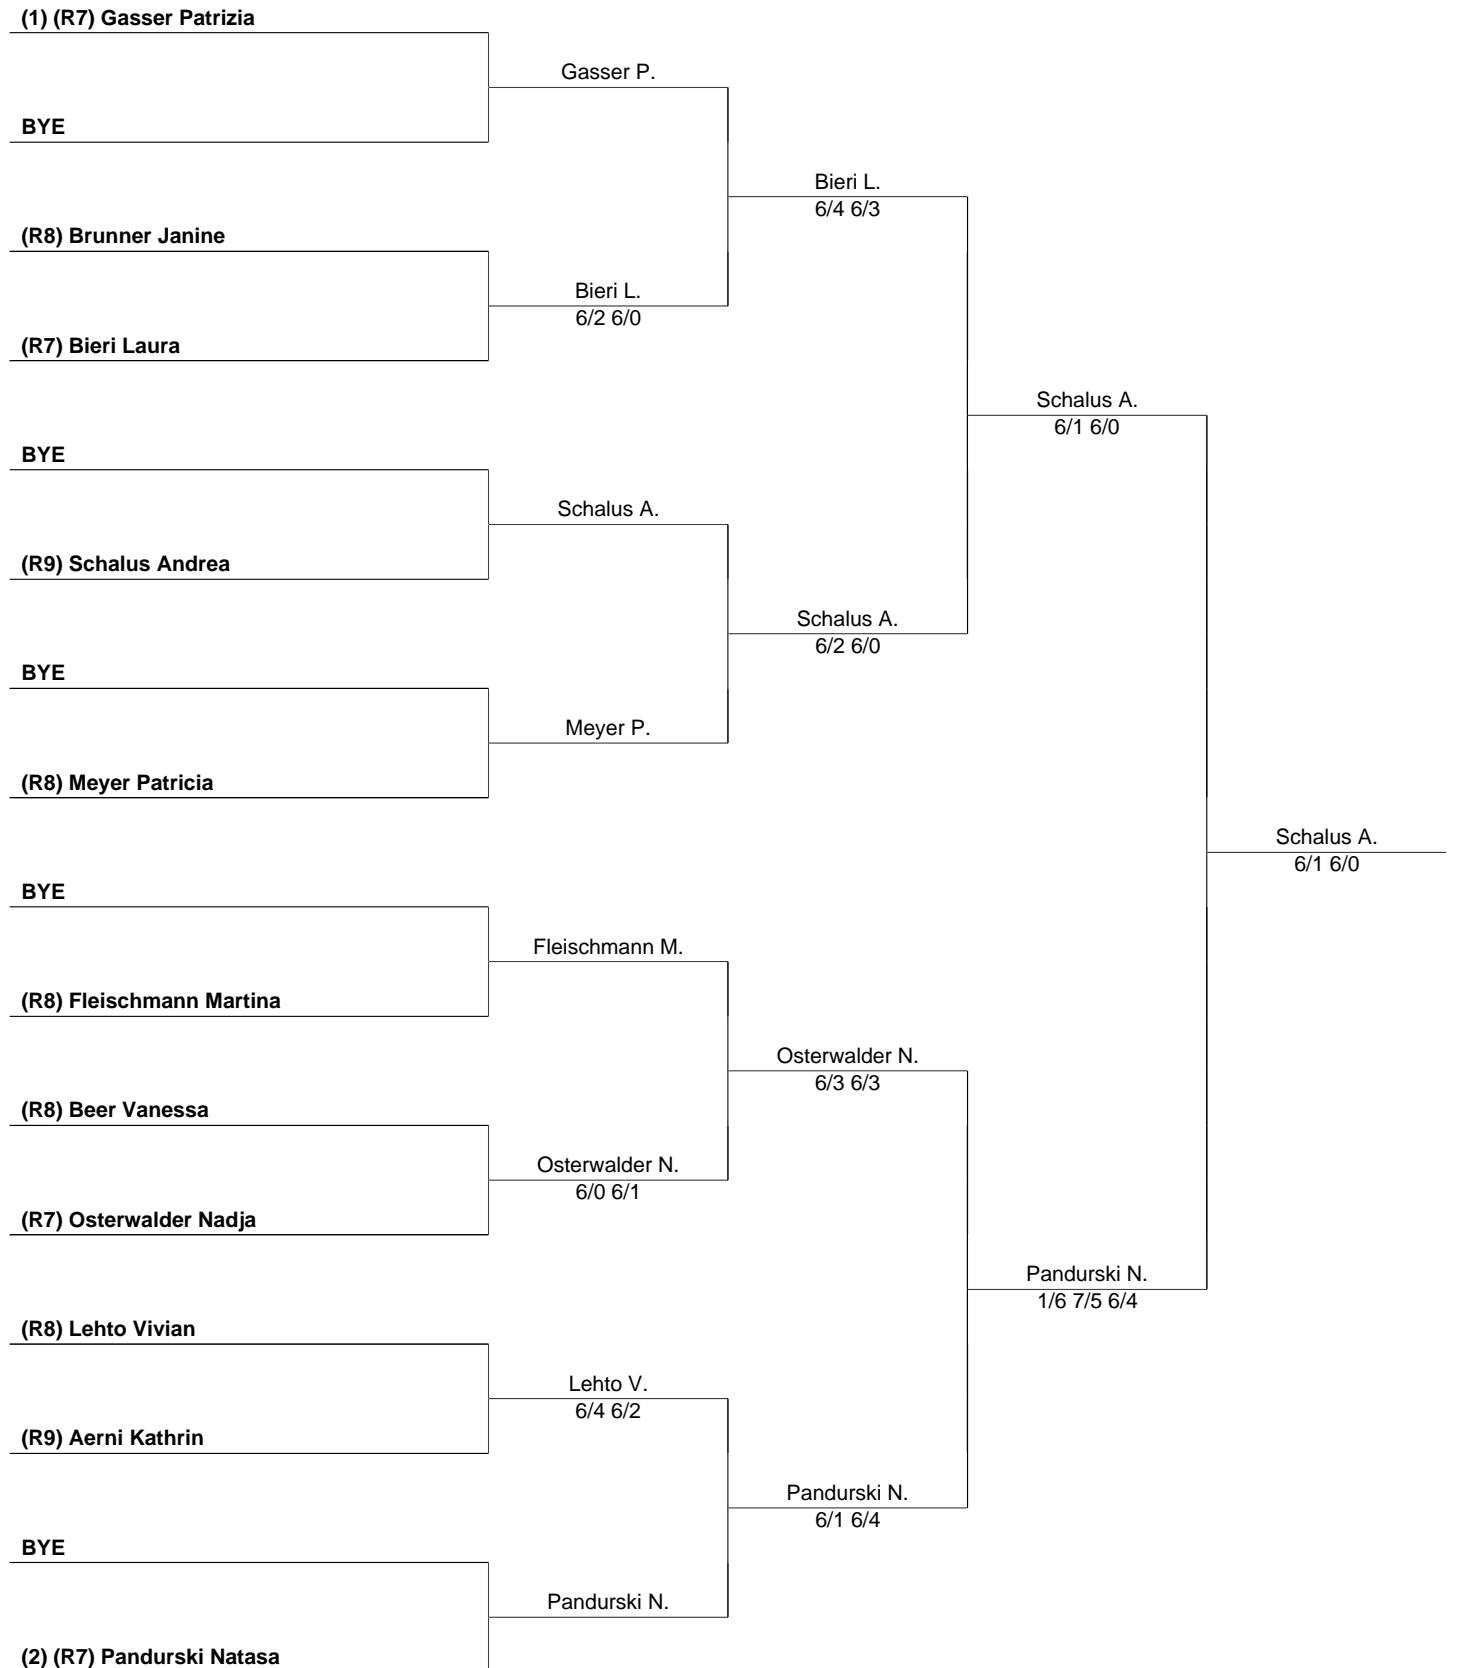 (1) (R7) Gasser Patrizia
Gasser P.
BYE
Bieri L.
6/4 6/3
(R8) Brunner Janine
Bieri L.
6/2 6/0
(R7) Bieri Laura
Schalus A.
6/1 6/0
BYE
Schalus A.
(R9) Schalus Andrea
Schalus A.
6/2 6/0
BYE
Meyer P.
(R8) Meyer Patricia
Schalus A.
6/1 6/0
BYE
Fleischmann M.
(R8) Fleischmann Martina
Osterwalder N.
6/3 6/3
(R8) Beer Vanessa
Osterwalder N.
6/0 6/1
(R7) Osterwalder Nadja
Pandurski N.
1/6 7/5 6/4
(R8) Lehto Vivian
Lehto V.
6/4 6/2
(R9) Aerni Kathrin
Pandurski N.
6/1 6/4
BYE
Pandurski N.
(2) (R7) Pandurski Natasa